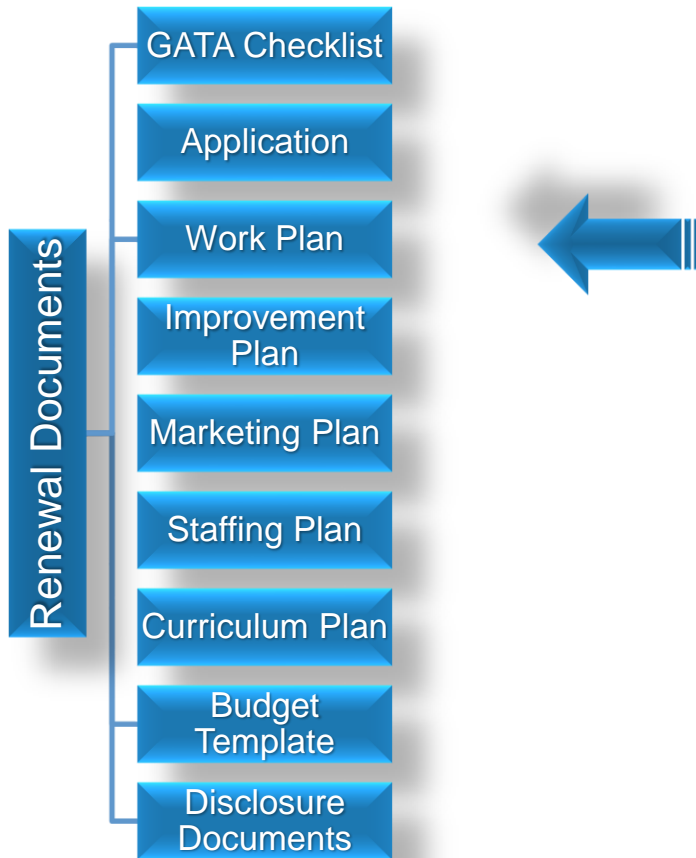 Renewal Documents
GATA Checklist
Application
Work Plan
Improvement
Plan
Marketing Plan
Staffing Plan
Curriculum Plan
Budget
Template
Disclosure
Documents